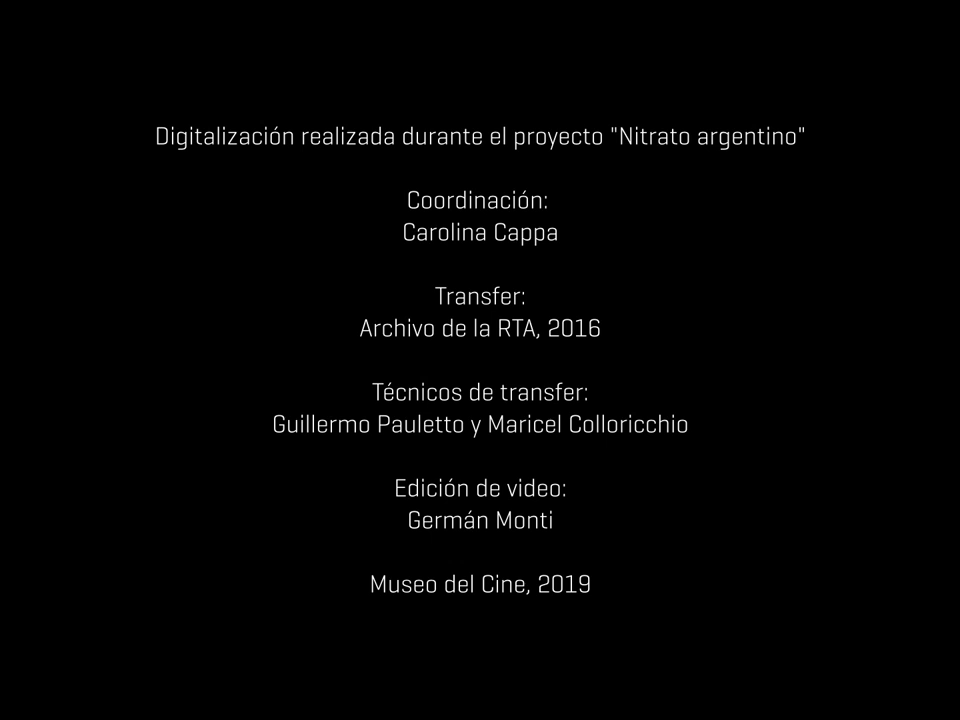 Digitalización realizada durante el proyecto "Nitrato argentino"
Coordinación:
Carolina Cappa
Transfer:
Archivo de la RTA, 2016
Técnicos de transfer:
Guillermo Pauletto y Maricel Colloricchio
Edición de video:
Germán Monti
Museo del Cine, 2019